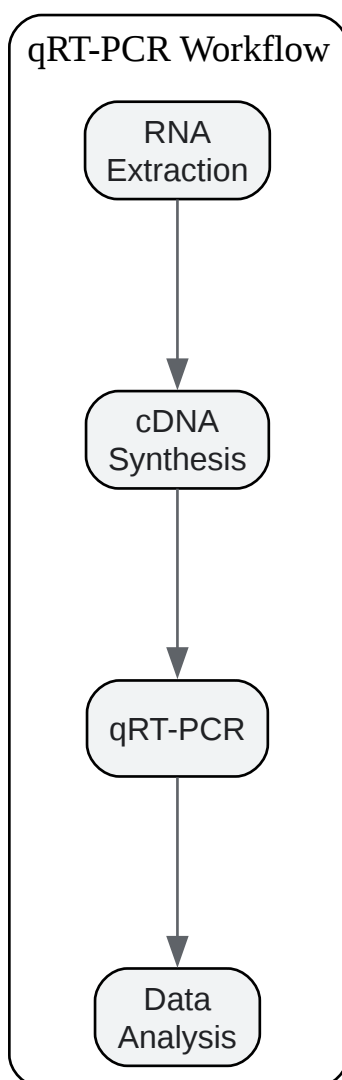 qRT-PCR Workflow
RNA
Extraction
cDNA
Synthesis
qRT-PCR
Data
Analysis